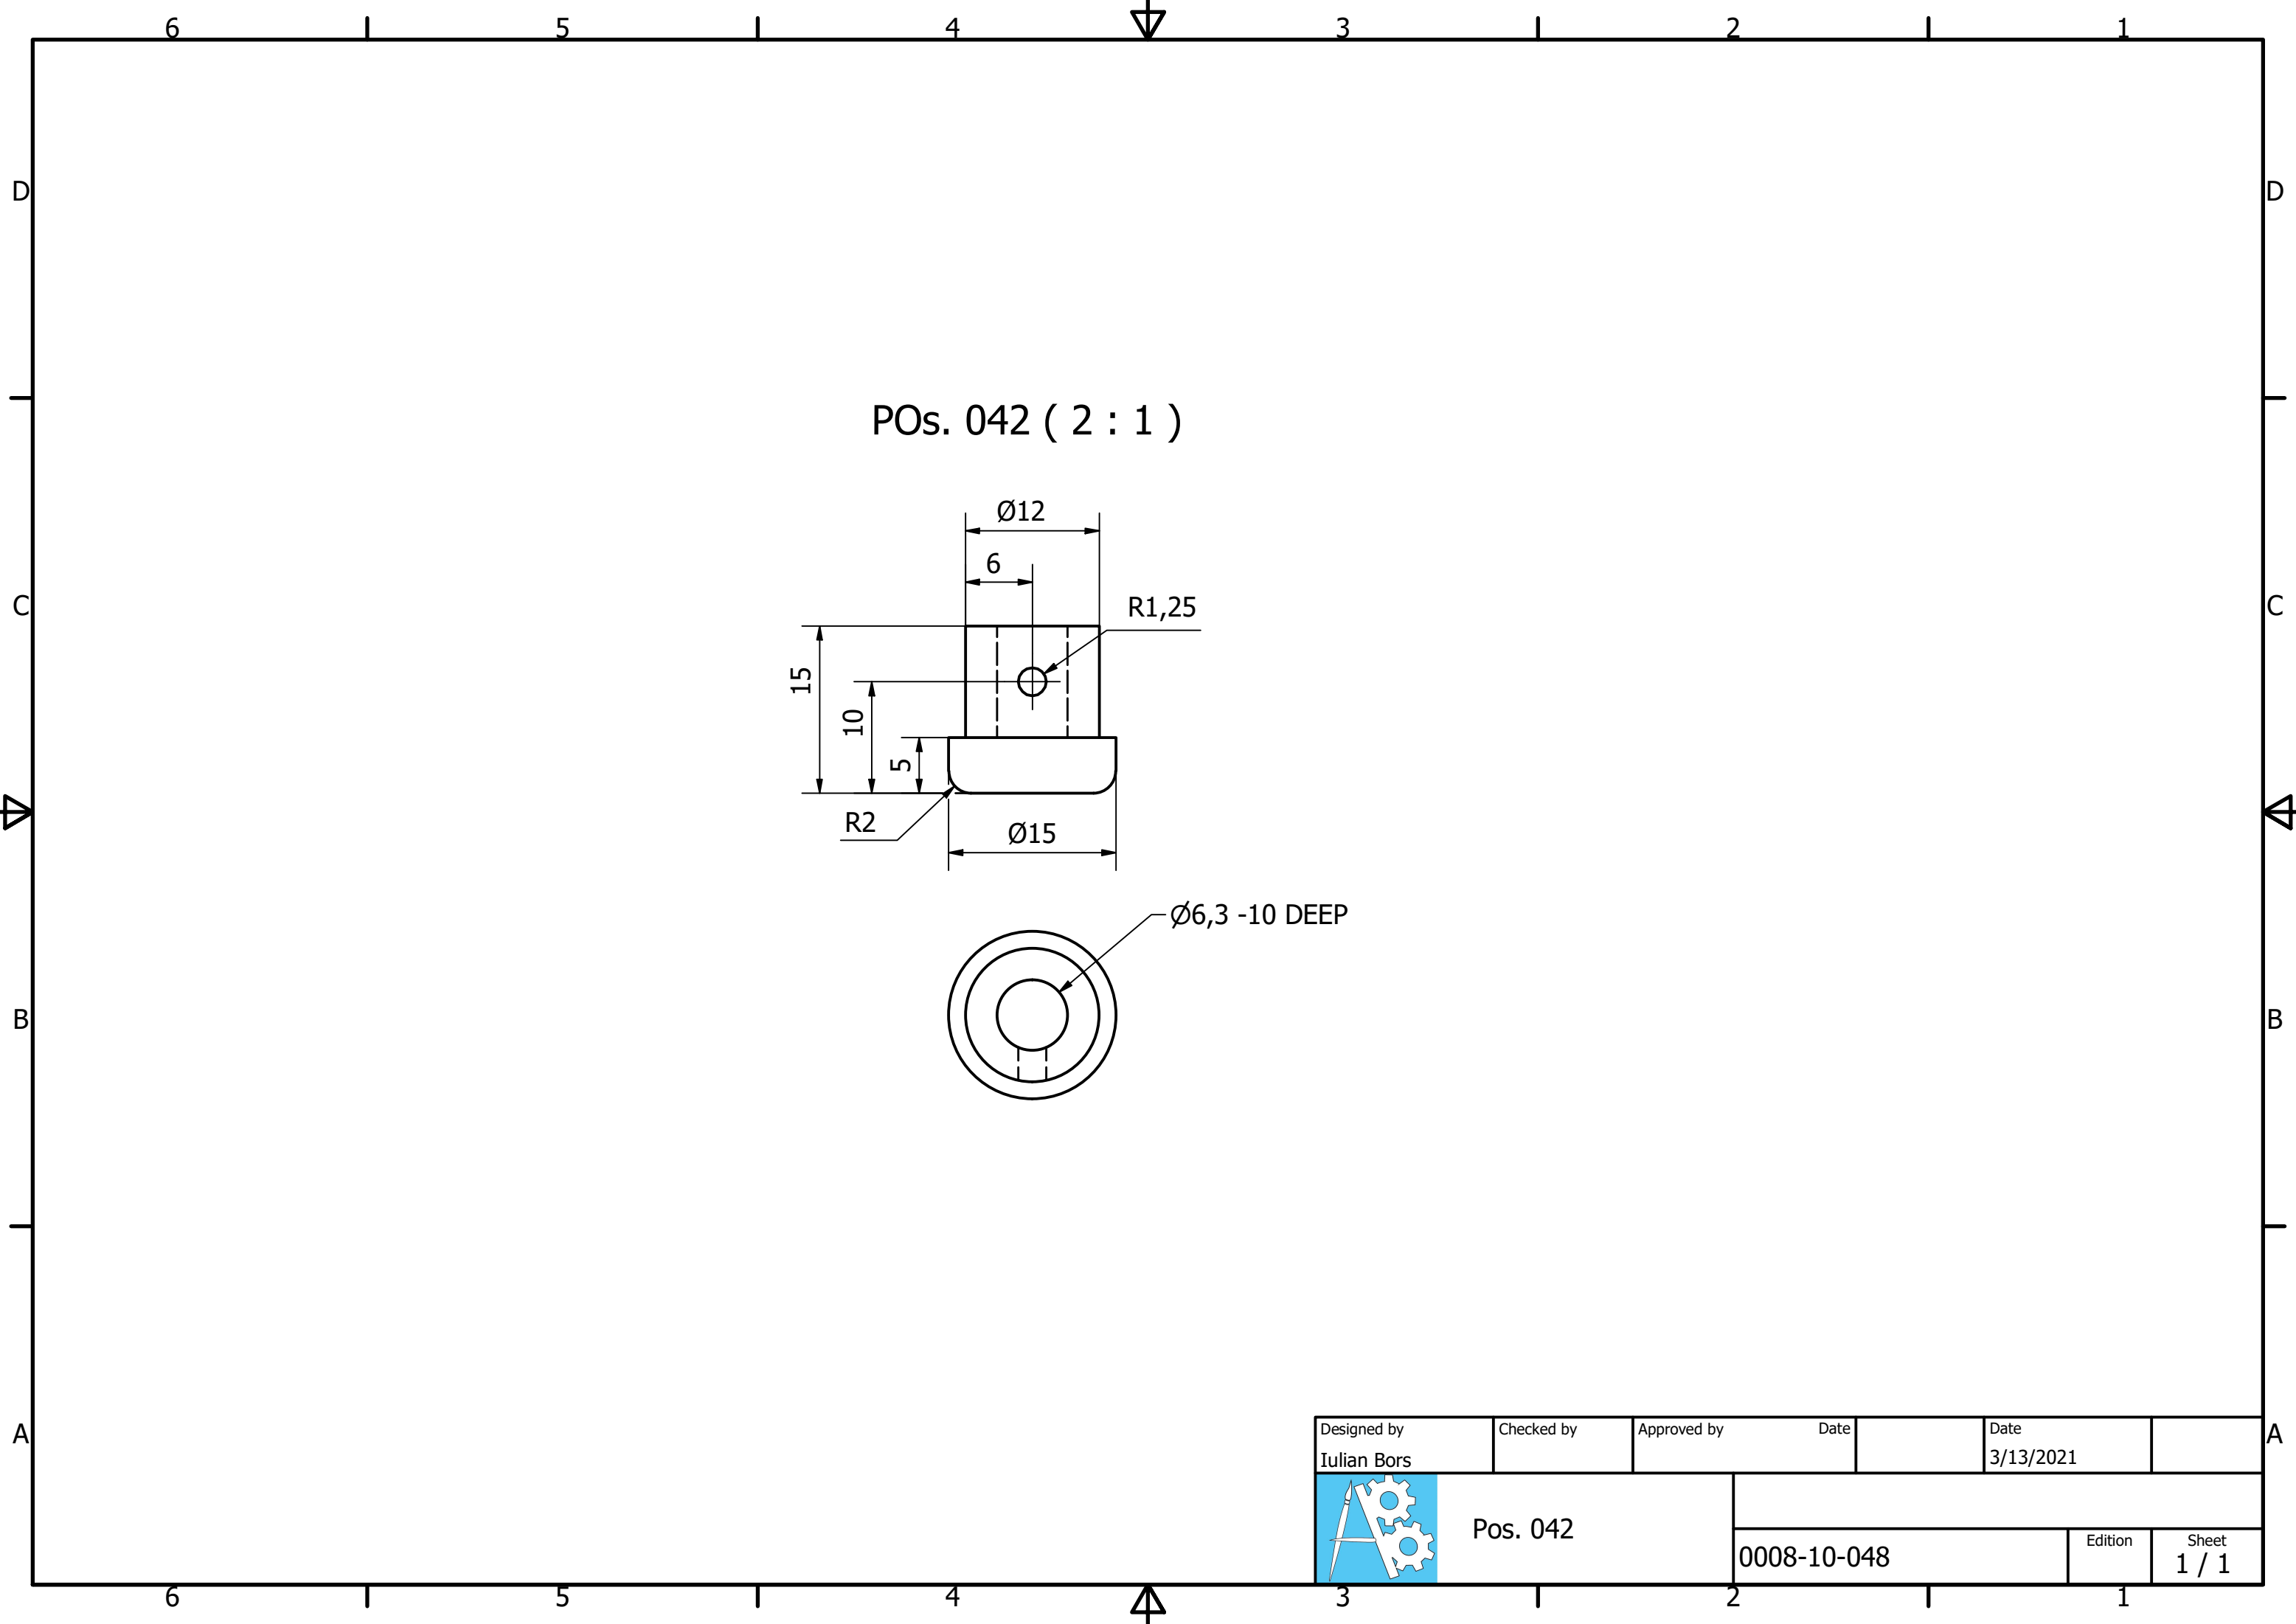 6 5 4 3 2 1
D D
POs. 042 ( 2 : 1 )
Ø12
6
R1,25
C C
15
10
5
R2
Ø15
Ø6,3 -10 DEEP
B B
A A
Designed by Checked by Approved by Date Date
Iulian Bors 3/13/2021
Pos. 042
0008-10-048
Edition Sheet
1 / 1
6 5 4 3 2 1